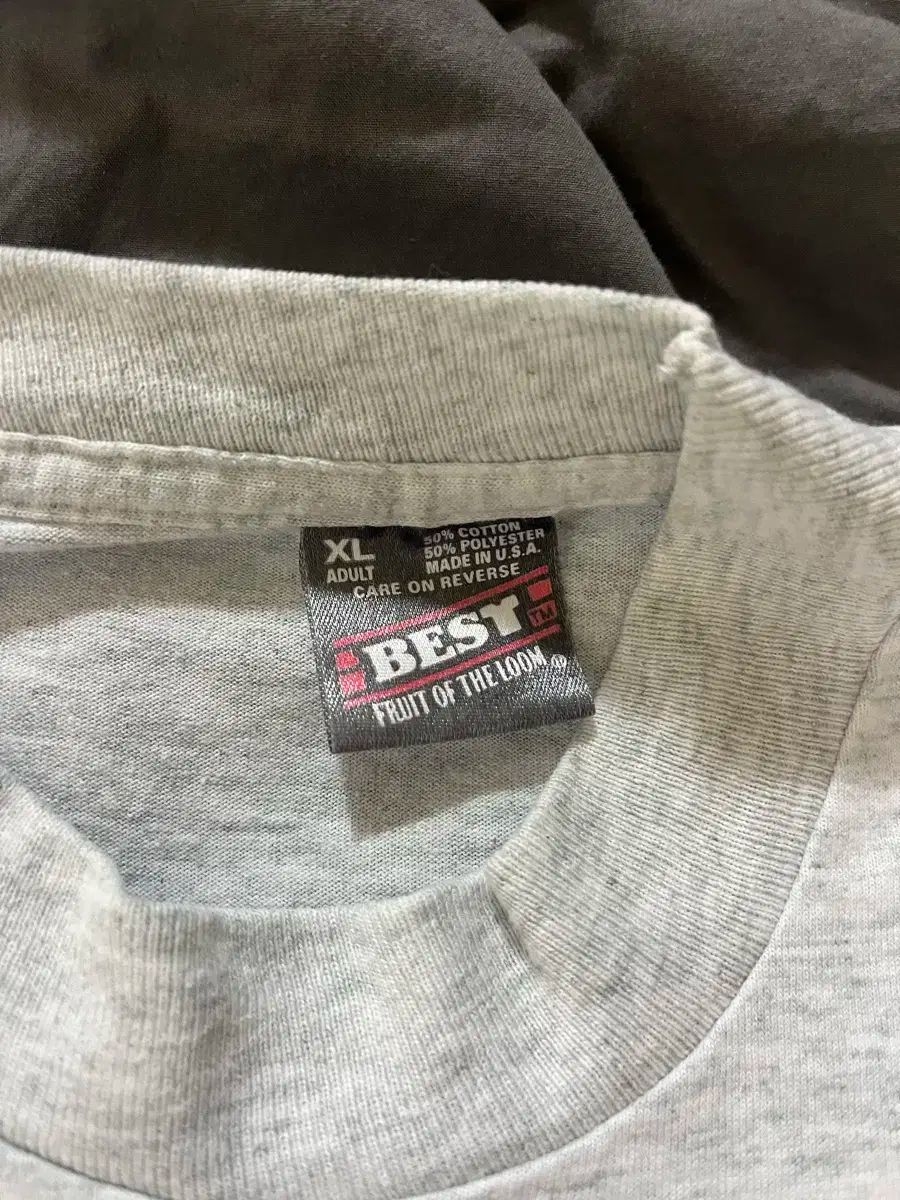 XL
ADULT
50% COTTON
50% POLYESTER
MADE IN U.S.A.
CARE ON REVERSE
BEST TM
FRUIT OF THE LOOM ®